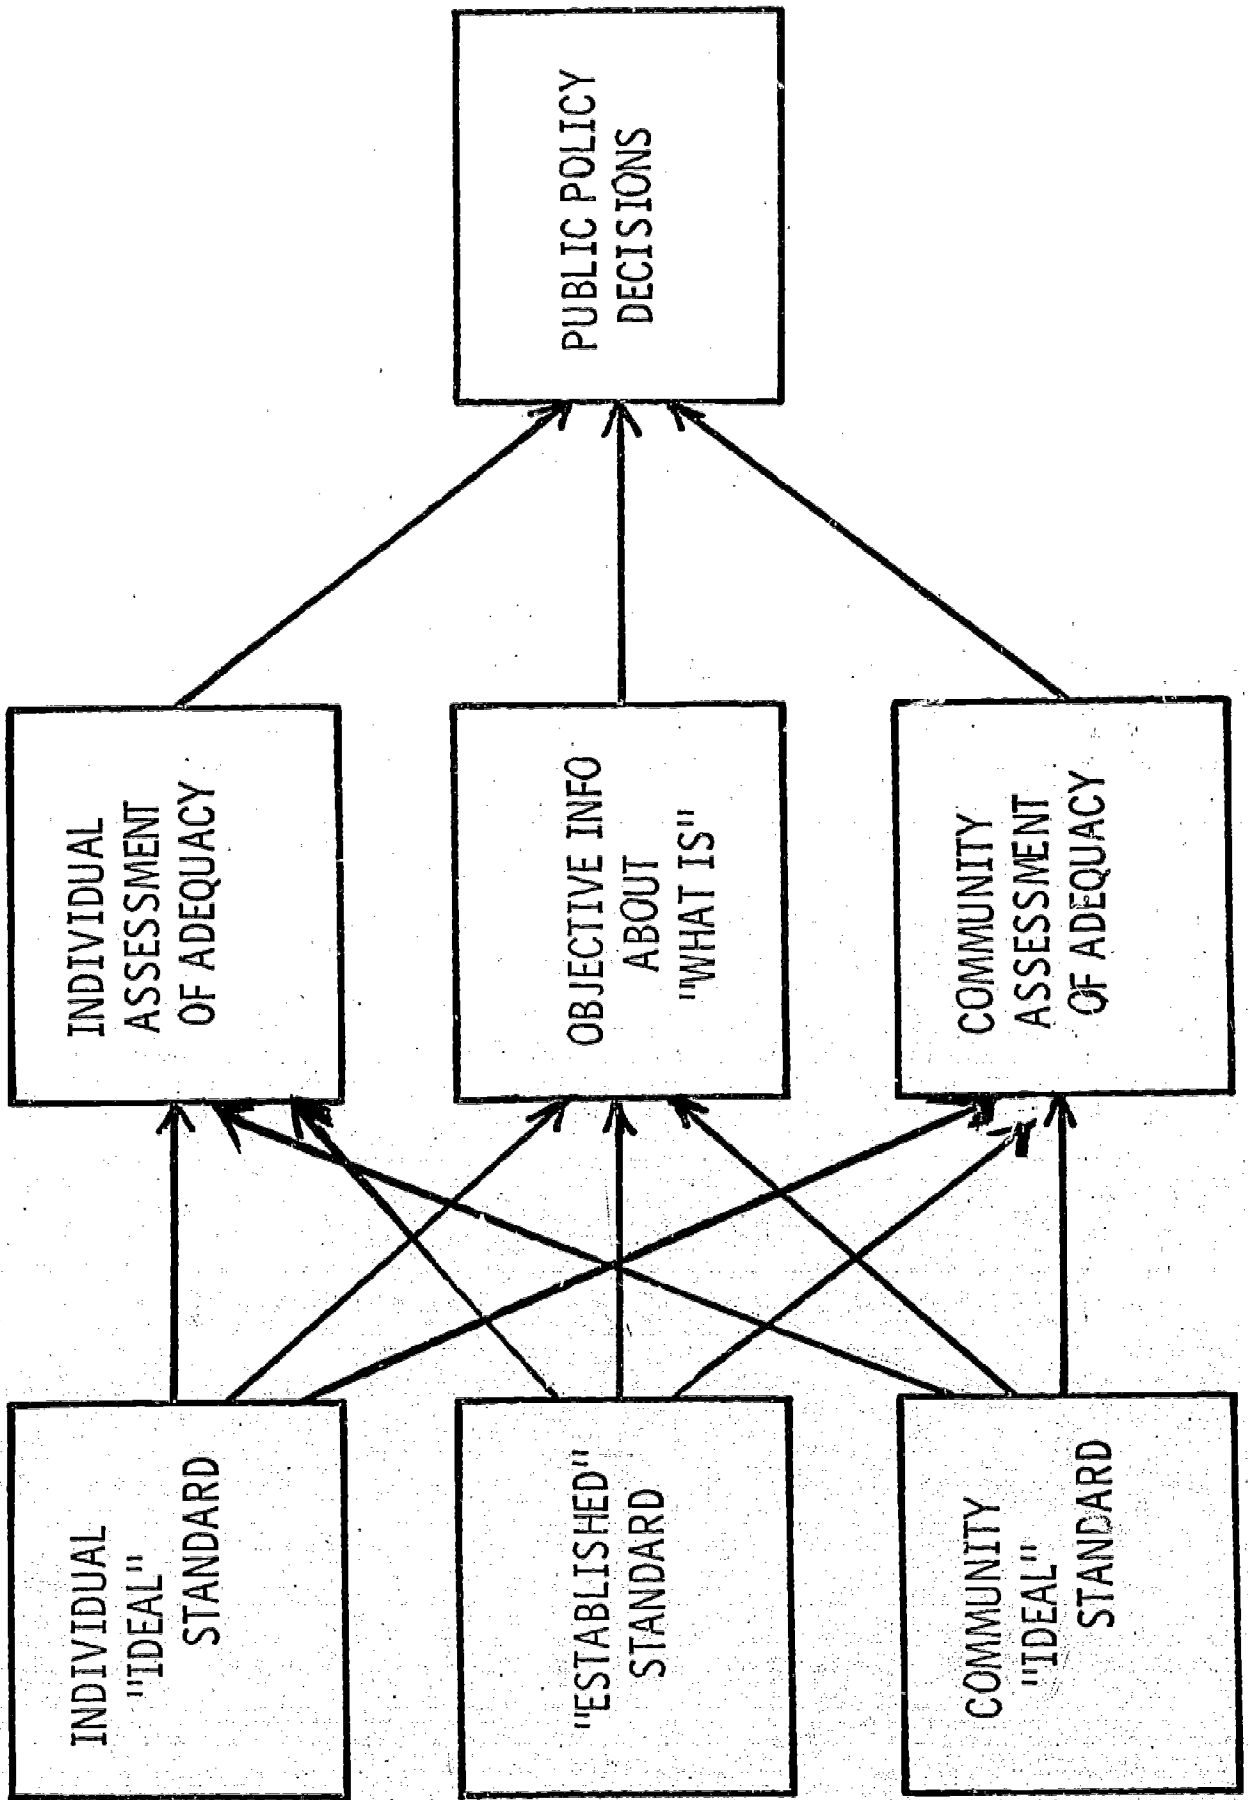 INDIVIDUAL
"IDEAL"
STANDARD
"ESTABLISHED"
STANDARD
COMMUNITY
"IDEAL"
STANDARD
INDIVIDUAL
ASSESSMENT
OF ADEQUACY
OBJECTIVE INFO
ABOUT
"WHAT IS"
COMMUNITY
ASSESSMENT
OF ADEQUACY
PUBLIC POLICY
DECISIONS